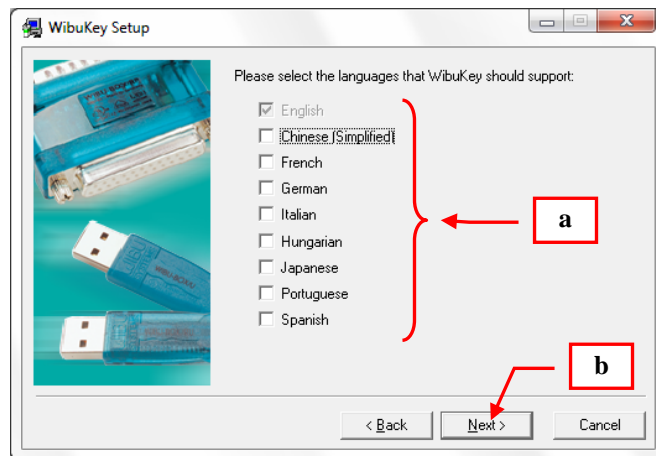 WibuKey Setup
Please select the languages that WibuKey should support:
English
Chinese (Simplified)
French
German
Italian
Hungarian
Japanese
Portuguese
Spanish
a
b
< Back
Next >
Cancel